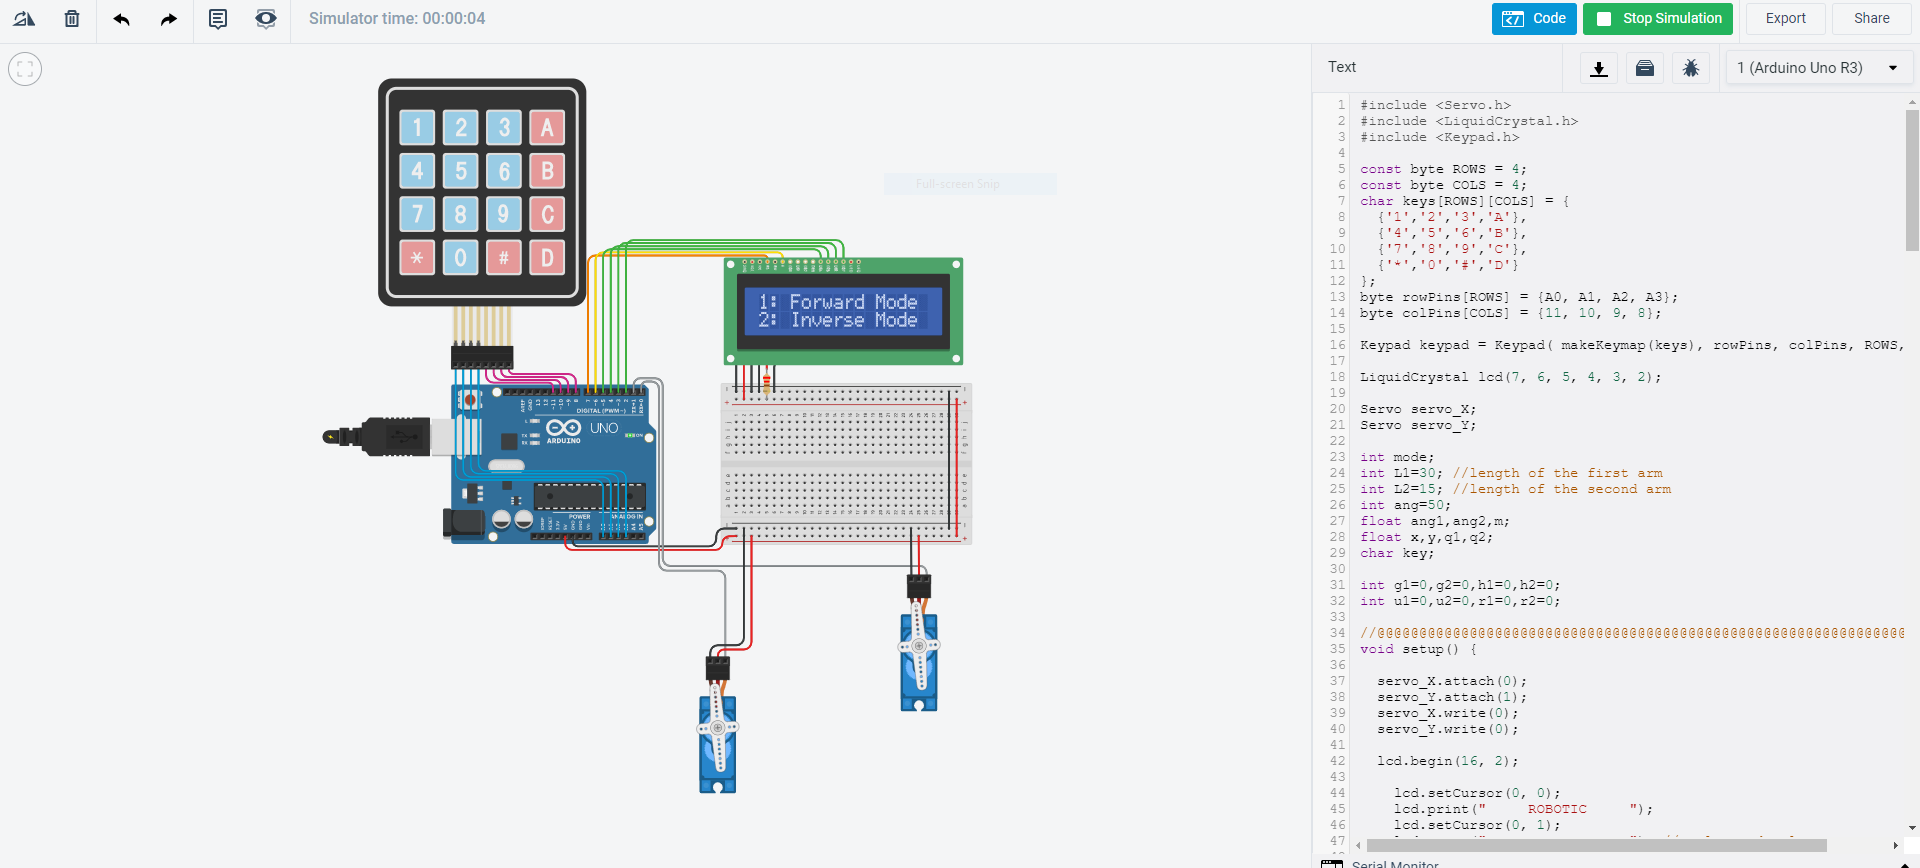 Simulator time: 00:00:04
Code
Stop Simulation
Export
Share
Text
1 (Arduino Uno R3)
Full-screen Snip
1 2 3 A
4 5 6 B
7 8 9 C
* 0 # D
1: Forward Mode
2: Inverse Mode
DIGITAL (PWM~)
UNO
ARDUINO
POWER
ANALOG IN
1 #include <Servo.h>
2 #include <LiquidCrystal.h>
3 #include <Keypad.h>
4
5 const byte ROWS = 4;
6 const byte COLS = 4;
7 char keys[ROWS][COLS] = {
8 {'1','2','3','A'},
9 {'4','5','6','B'},
10 {'7','8','9','C'},
11 {'*','0','#','D'}
12 };
13 byte rowPins[ROWS] = {A0, A1, A2, A3};
14 byte colPins[COLS] = {11, 10, 9, 8};
15
16 Keypad keypad = Keypad( makeKeymap(keys), rowPins, colPins, ROWS,
17
18 LiquidCrystal lcd(7, 6, 5, 4, 3, 2);
19
20 Servo servo_X;
21 Servo servo_Y;
22
23 int mode;
24 int L1=30; //length of the first arm
25 int L2=15; //length of the second arm
26 int ang=50;
27 float ang1,ang2,m;
28 float x,y,q1,q2;
29 char key;
30
31 int g1=0,g2=0,h1=0,h2=0;
32 int u1=0,u2=0,r1=0,r2=0;
33
34 //@@@@@@@@@@@@@@@@@@@@@@@@@@@@@@@@@@@@@@@@@@@@@@@@@@@@@@@@@@@@@@@
35 void setup() {
36
37 servo_X.attach(0);
38 servo_Y.attach(1);
39 servo_X.write(0);
40 servo_Y.write(0);
41
42 lcd.begin(16, 2);
43
44 lcd.setCursor(0, 0);
45 lcd.print("     ROBOTIC     ");
46 lcd.setCursor(0, 1);
47
Serial Monitor